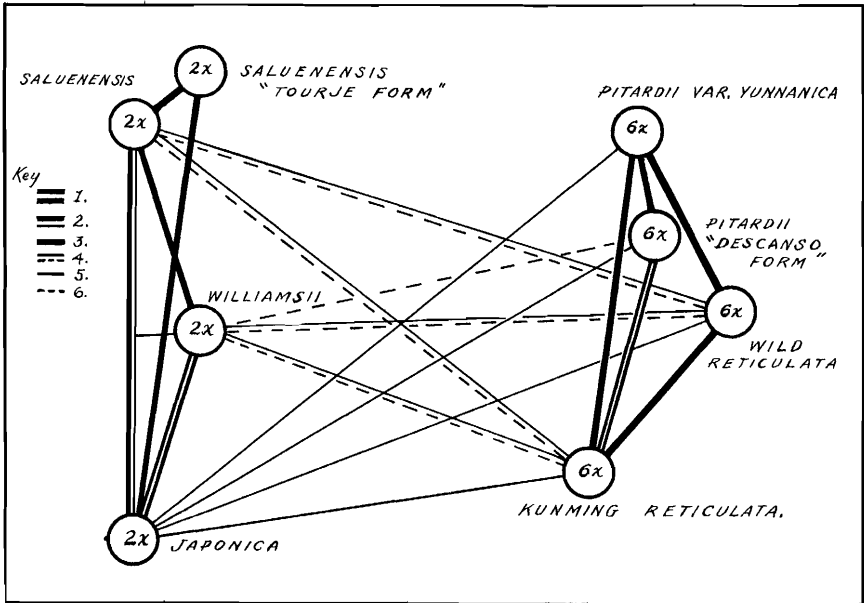 2x
SALUENENSIS
"TOURJE FORM"
SALUENENSIS
2x
PITARDII VAR. YUNNANICA
6x
Key
1.
2.
3.
4.
5.
6.
PITARDII
"DESCANSO
FORM"
6x
WILLIAMSII
2x
6x
WILD
RETICULATA
6x
KUNMING RETICULATA.
2x
JAPONICA